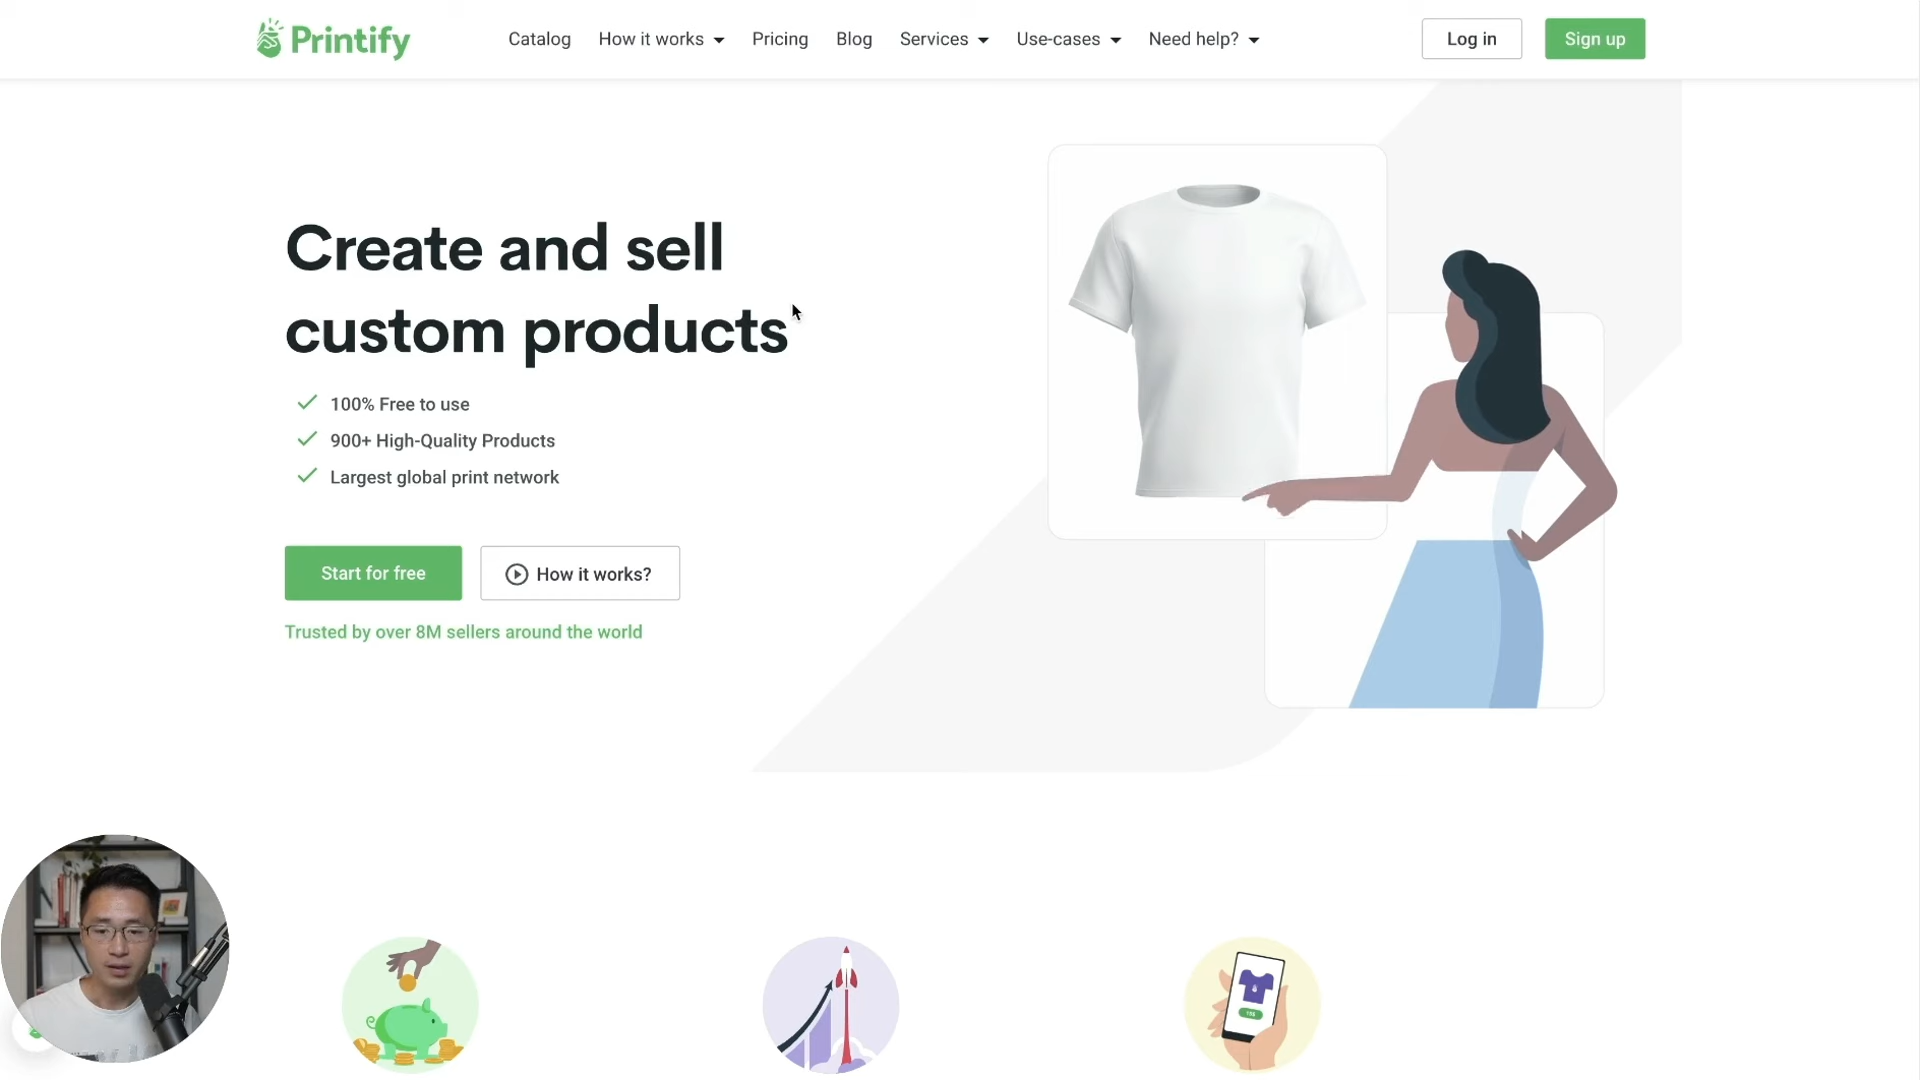 Printify
Catalog
How it works
Pricing
Blog
Services
Use-cases
Need help?
Log in
Sign up
Create and sell
custom products
100% Free to use
900+ High-Quality Products
Largest global print network
Start for free
How it works?
Trusted by over 8M sellers around the world